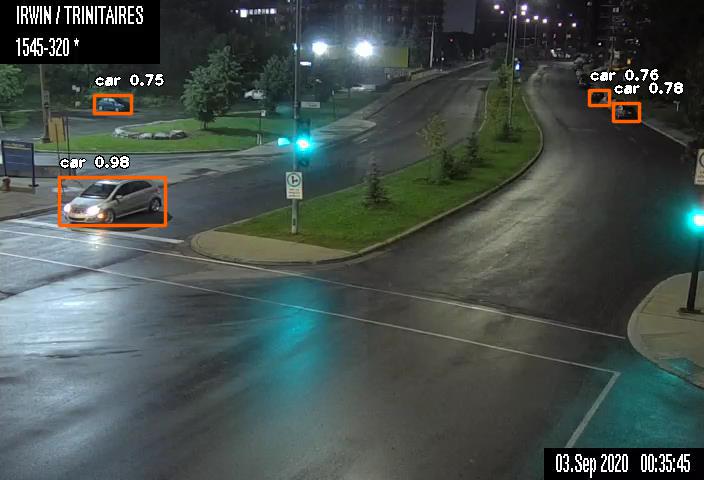 IRWIN / TRINITAIRES
1545-320 *
car 0.75
car 0.76
car 0.78
car 0.98
03.Sep 2020 00:35:45